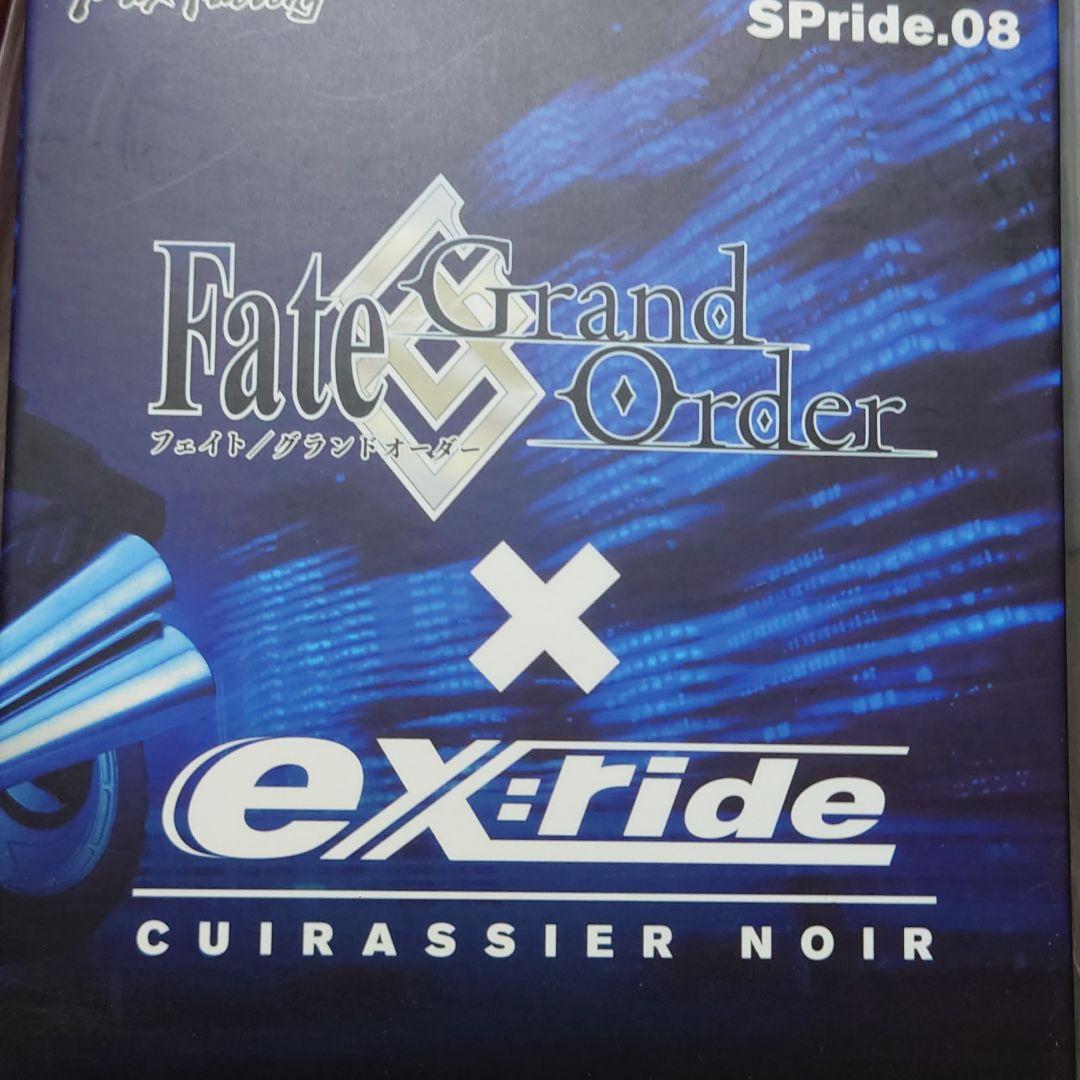 SPride.08
Fate
Grand
Order
フェイト/グランドオーダー
×
ex:ride
CUIRASSIER NOIR